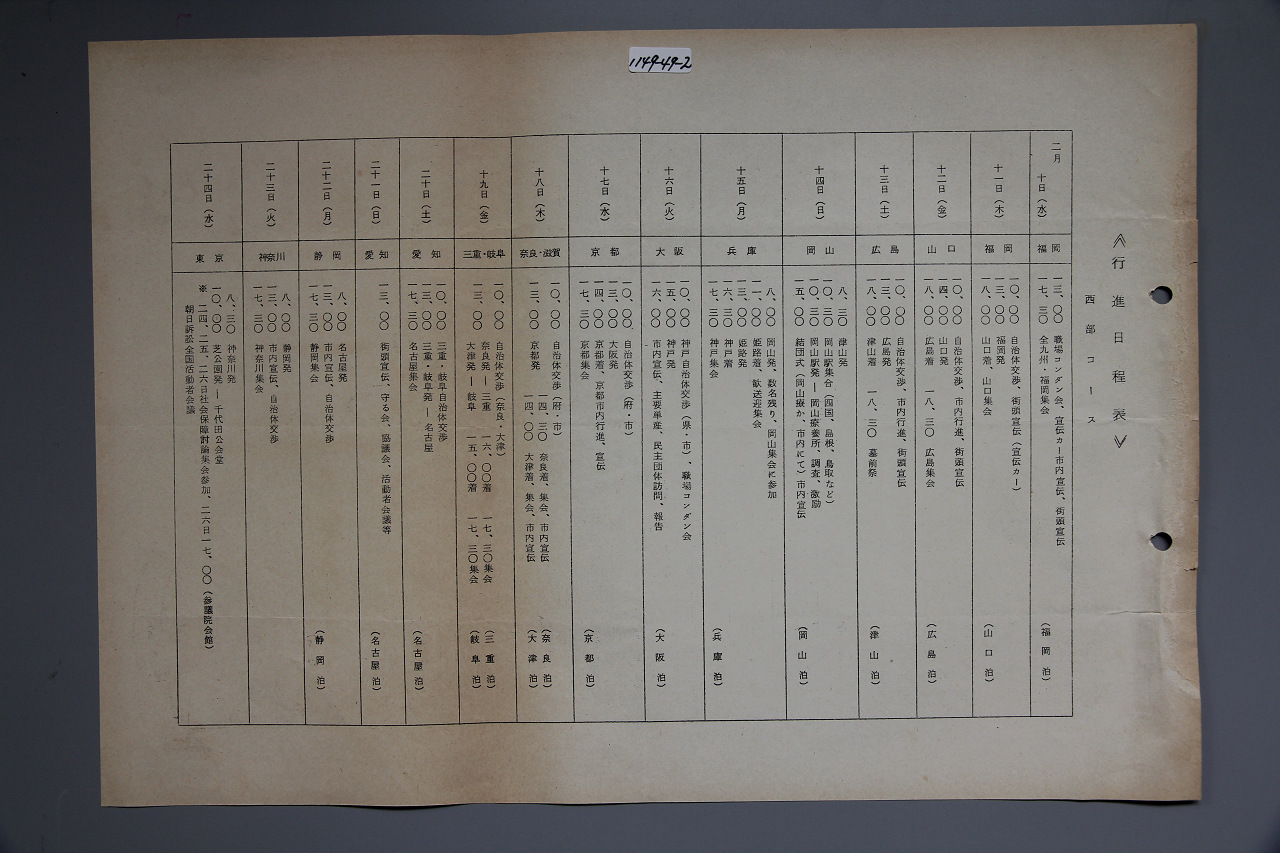 1149-49-2
《行進日程表》
西部コース
二月 十日（水）
福岡
一三、〇〇 職場コンダン会、宣伝カー市内宣伝、街頭宣伝
一七、三〇 全九州・福岡集会
（福岡泊）
十一日（木）
福岡
一〇、〇〇 自治体交渉、街頭宣伝（宣伝カー）
一三、〇〇 福岡発
一八、〇〇 山口着、山口集会
（山口泊）
十二日（金）
山口
一〇、〇〇 自治体交渉、市内行進、街頭宣伝
一四、〇〇 山口発
一八、〇〇 広島着 一八、三〇 広島集会
（広島泊）
十三日（土）
広島
一〇、〇〇 自治体交渉、市内行進、街頭宣伝
一三、〇〇 広島発
一八、〇〇 津山着 一八、三〇 墓前祭
（津山泊）
十四日（日）
岡山
八、三〇 津山発
一〇、三〇 岡山駅集合（四国、島根、鳥取など）
一〇、三〇 岡山駅発―岡山療養所、調査、激励
一五、〇〇 結団式（岡山療か、市内にて）市内宣伝
（岡山泊）
十五日（月）
兵庫
八、〇〇 岡山発、数名残り、岡山集会に参加
一一、〇〇 姫路着、歓送迎集会
一三、〇〇 姫路発
一六、三〇 神戸着
一七、三〇 神戸集会
（兵庫泊）
十六日（火）
大阪
一〇、〇〇 神戸自治体交渉（県・市）、職場コンダン会
一五、〇〇 神戸発
一六、〇〇 市内宣伝、主要単産、民主団体訪問、報告
（大阪泊）
十七日（水）
京都
一〇、〇〇 自治体交渉（府・市）
一三、〇〇 大阪発
一四、〇〇 京都着、京都市内行進、宣伝
一七、三〇 京都集会
（京都泊）
十八日（木）
奈良・滋賀
一〇、〇〇 自治体交渉（府・市）
一三、〇〇 京都発 一四、三〇 奈良着、集会、市内宣伝
一四、〇〇 大津着、集会、市内宣伝
（奈良泊）
（大津泊）
十九日（金）
三重・岐阜
一〇、〇〇 自治体交渉（奈良・大津）
一三、〇〇 奈良発―三重 一六、〇〇着 一七、三〇集会
大津発―岐阜 一五、〇〇着
（三重泊）
（岐阜泊）
二十日（土）
愛知
一〇、〇〇 三重・岐阜自治体交渉
一三、〇〇 三重・岐阜発―名古屋
一七、三〇 名古屋集会
（名古屋泊）
二十一日（日）
愛知
一三、〇〇 街頭宣伝、守る会、協議会、活動者会議等
（名古屋泊）
二十二日（月）
静岡
八、〇〇 名古屋発
一三、〇〇 市内宣伝、自治体交渉
一七、三〇 静岡集会
（静岡泊）
二十三日（火）
神奈川
八、〇〇 静岡発
一三、〇〇 市内宣伝、自治体交渉
一七、三〇 神奈川集会
二十四日（水）
東京
八、三〇 神奈川発
一〇、〇〇 芝公園発―千代田公会堂
※ 二四、二五、二六日社会保障討論集会参加、二六日一七、〇〇（参議院会館）
朝日訴訟全国活動者会議